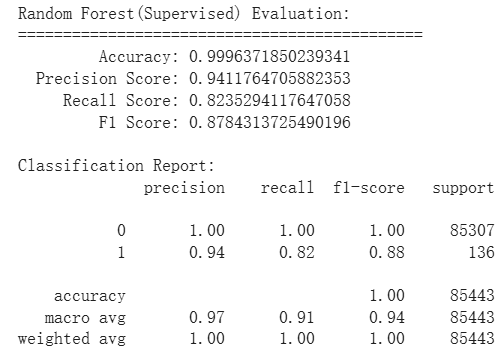 Random Forest(Supervised) Evaluation:
=============================================
Accuracy: 0.9996371850239341
Precision Score: 0.9411764705882353
Recall Score: 0.8235294117647058
F1 Score: 0.8784313725490196
Classification Report:
precision recall f1-score support
0 1.00 1.00 1.00 85307
1 0.94 0.82 0.88 136
accuracy 1.00 85443
macro avg 0.97 0.91 0.94 85443
weighted avg 1.00 1.00 1.00 85443